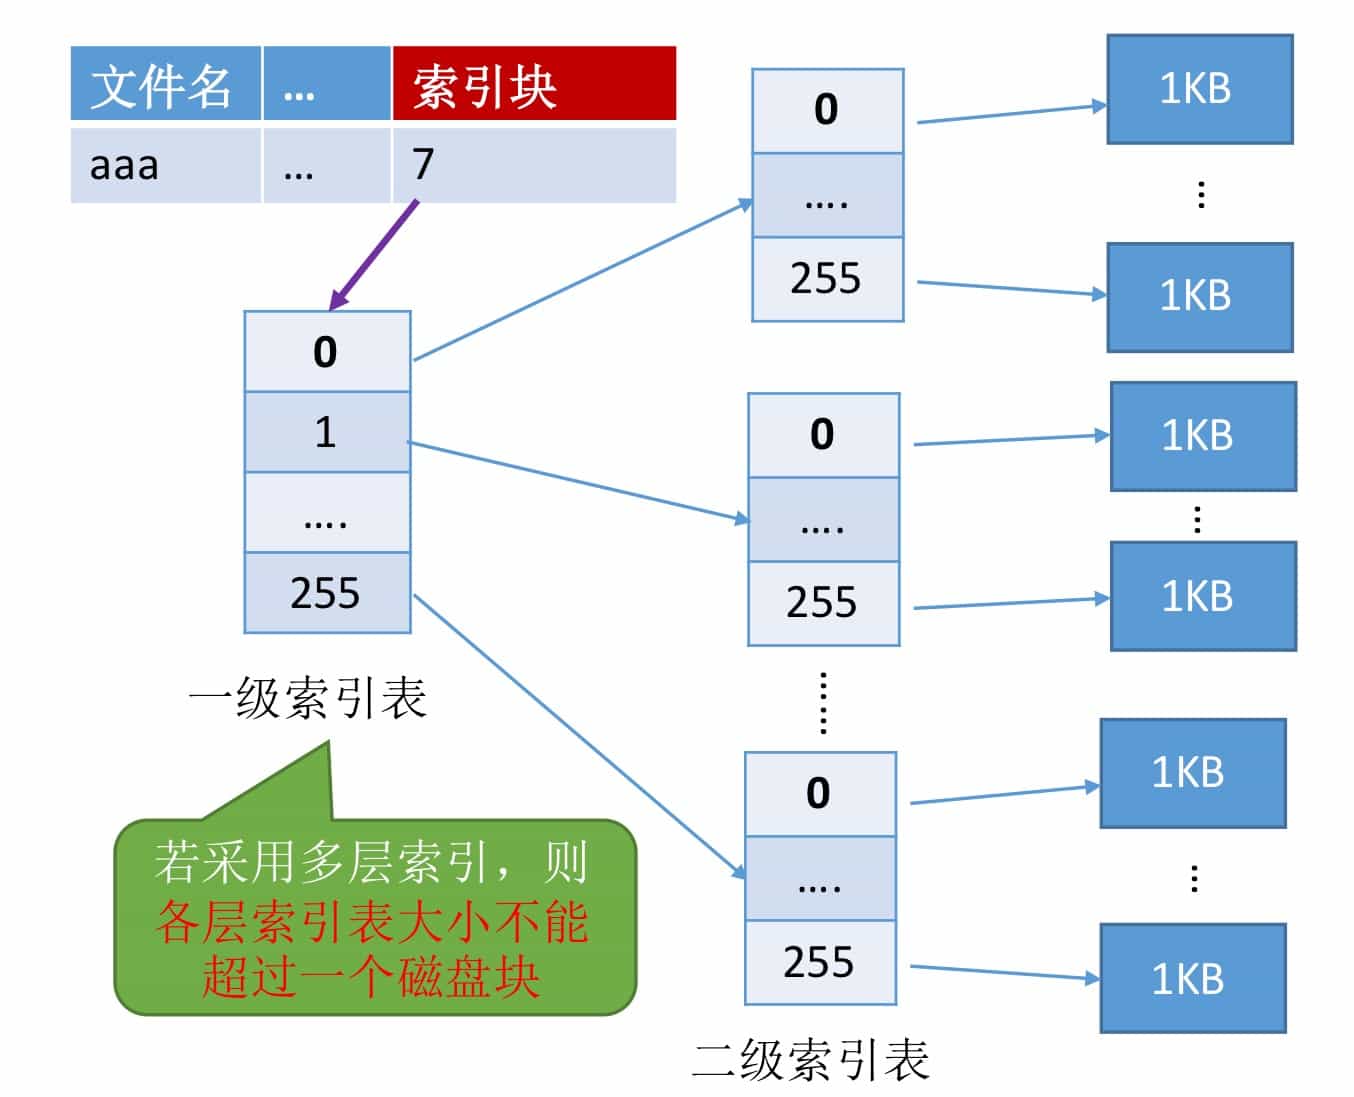 文件名 ... 索引块
aaa ... 7
0
1
....
255
一级索引表
若采用多层索引，则
各层索引表大小不能
超过一个磁盘块
0
....
255
0
....
255
......
0
....
255
二级索引表
1KB
...
1KB
1KB
...
1KB
1KB
...
1KB